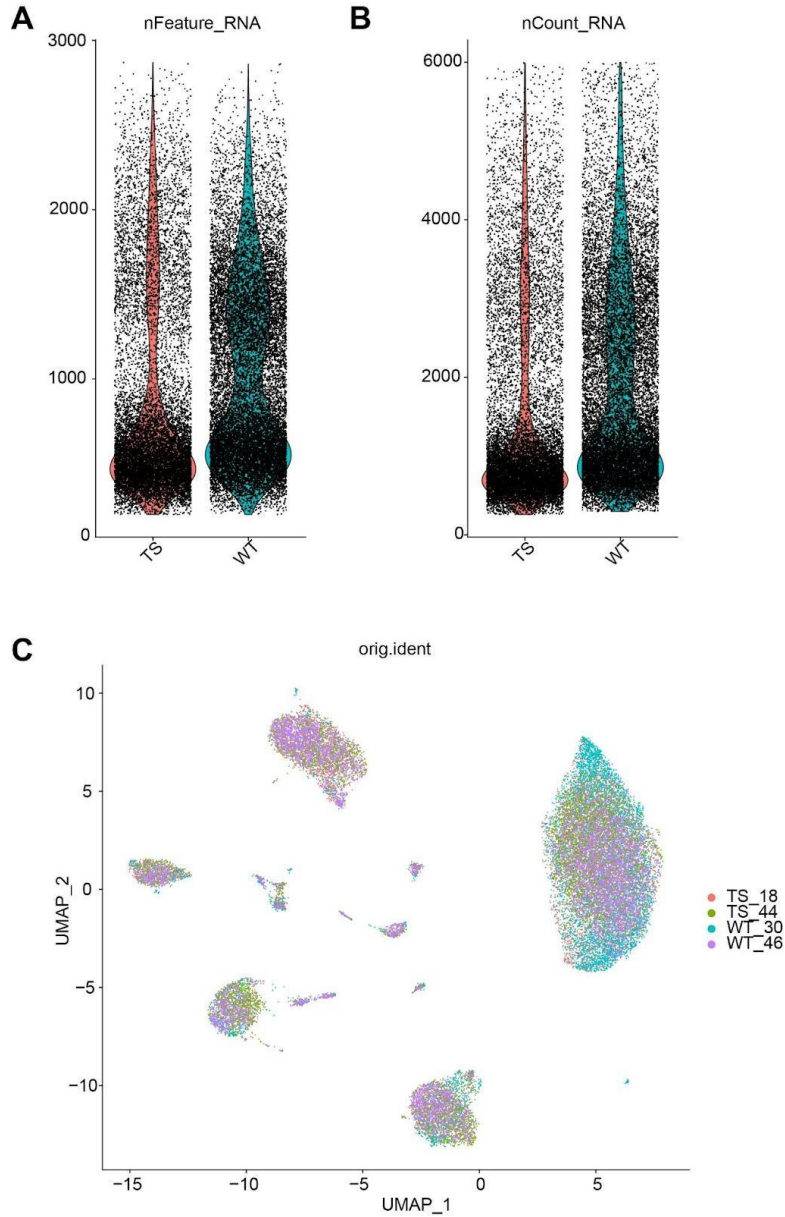 A
nFeature_RNA
3000
2000
1000
0
TS
WT
B
nCount_RNA
6000
4000
2000
0
TS
WT
C
orig.ident
UMAP_2
10
5
0
−5
−10
−15
−10
−5
0
5
UMAP_1
TS_18
TS_44
WT_30
WT_46